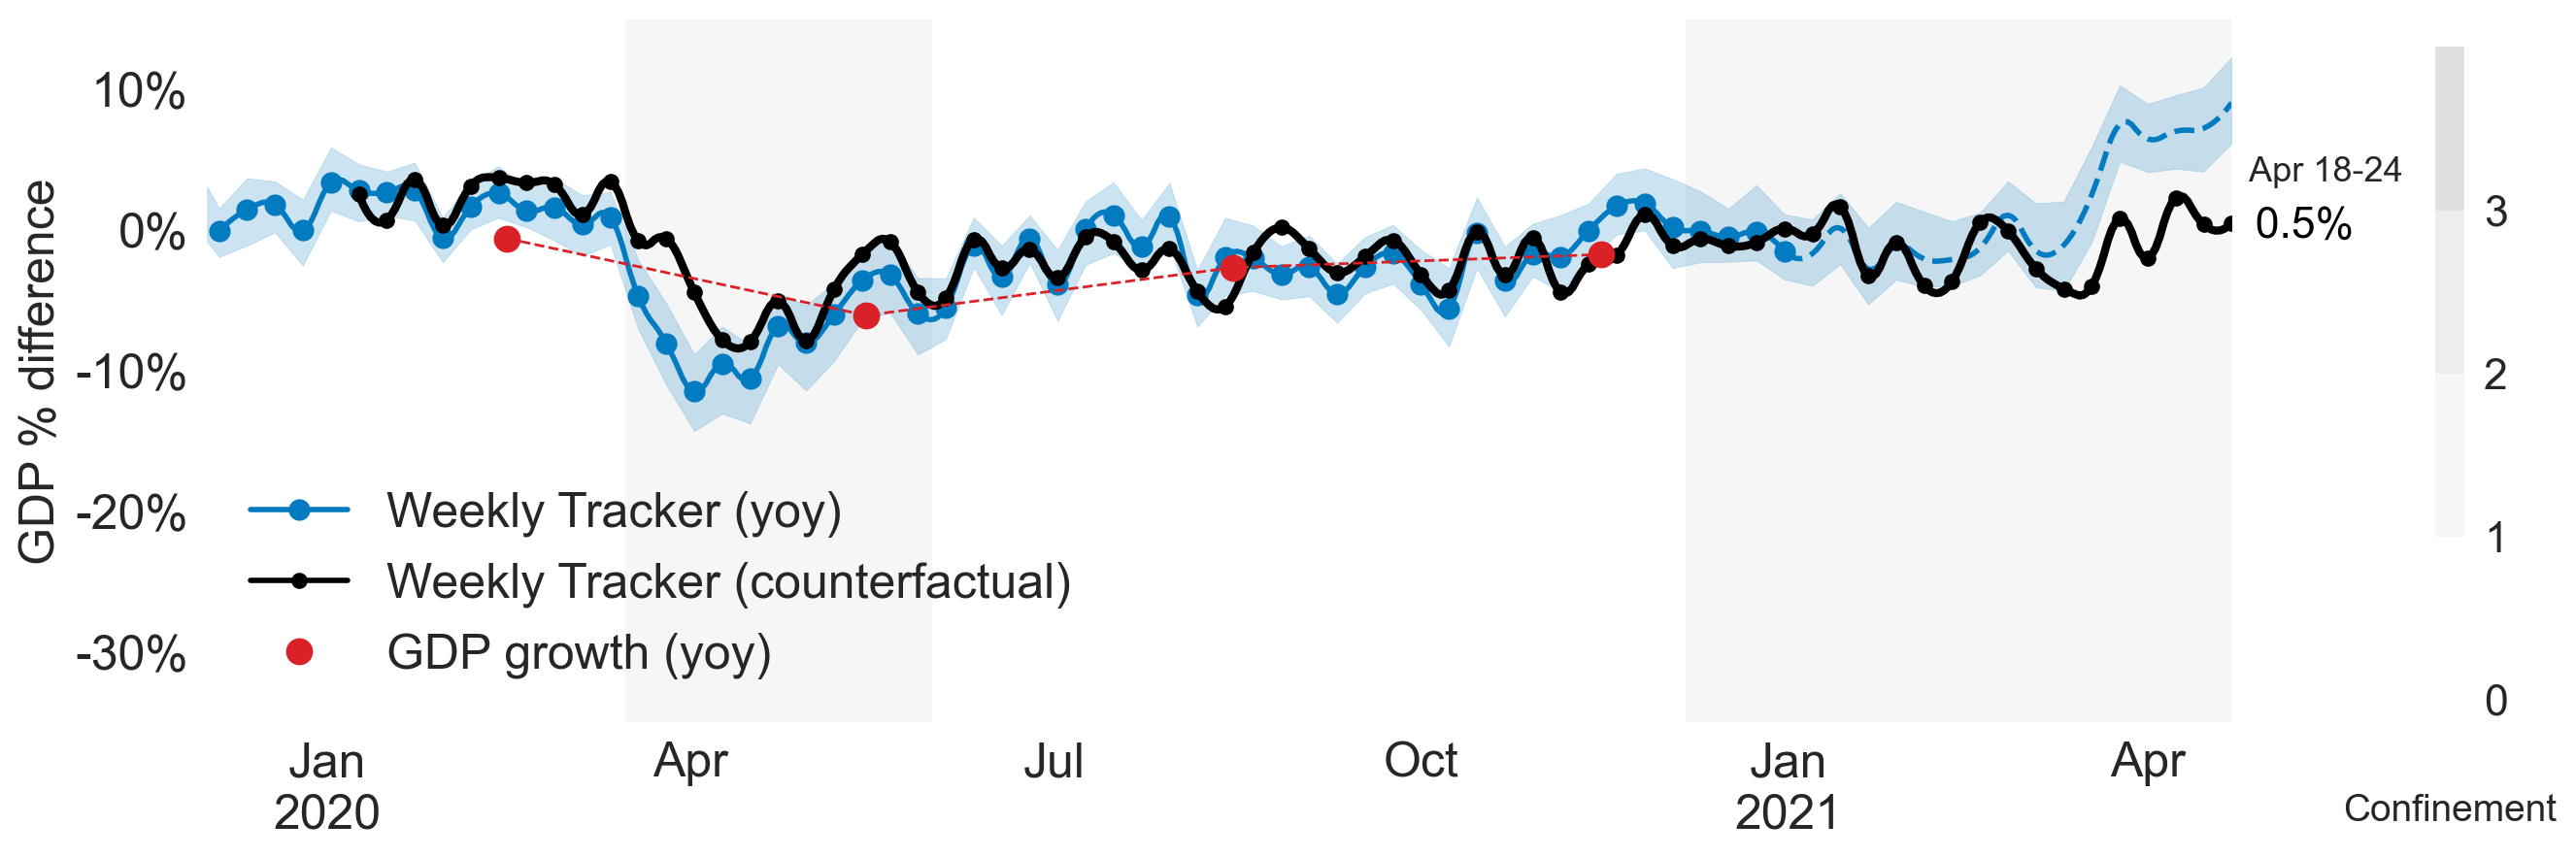 GDP % difference
10%
0%
-10%
-20%
-30%
Weekly Tracker (yoy)
Weekly Tracker (counterfactual)
GDP growth (yoy)
Jan
2020
Apr
Jul
Oct
Jan
2021
Apr
Apr 18-24
0.5%
3
2
1
0
Confinement